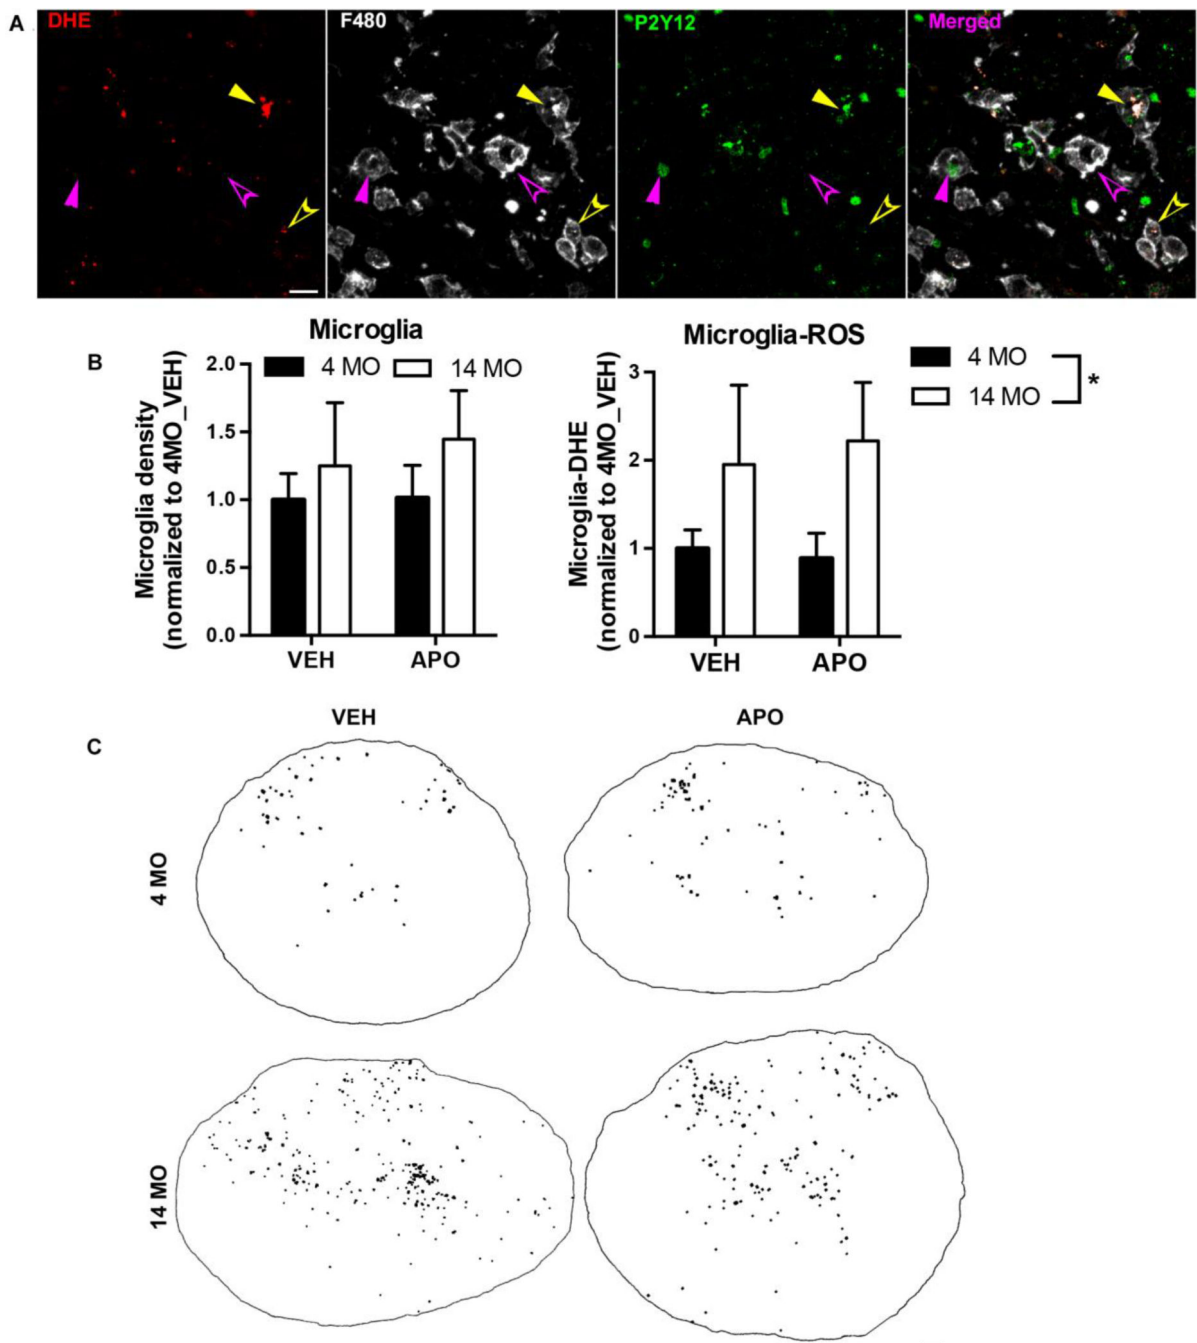 A
DHE
F480
P2Y12
Merged
B
Microglia
4 MO
14 MO
Microglia density
(normalized to 4MO_VEH)
2.0
1.5
1.0
0.5
0.0
VEH
APO
Microglia-ROS
4 MO
14 MO
*
Microglia-DHE
(normalized to 4MO_VEH)
3
2
1
0
VEH
APO
C
VEH
APO
4 MO
14 MO